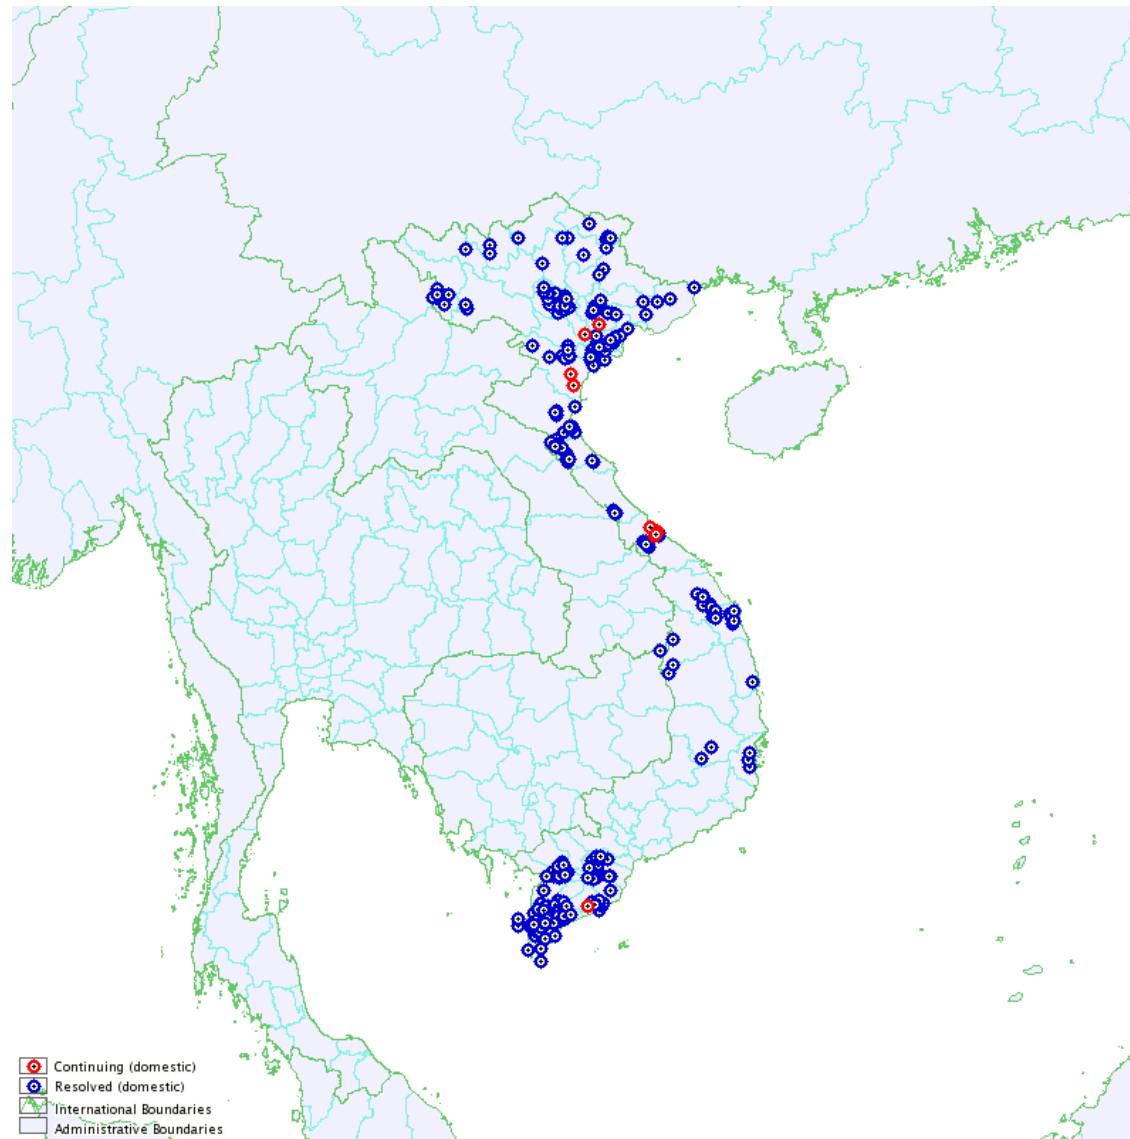 Continuing (domestic)
Resolved (domestic)
International Boundaries
Administrative Boundaries